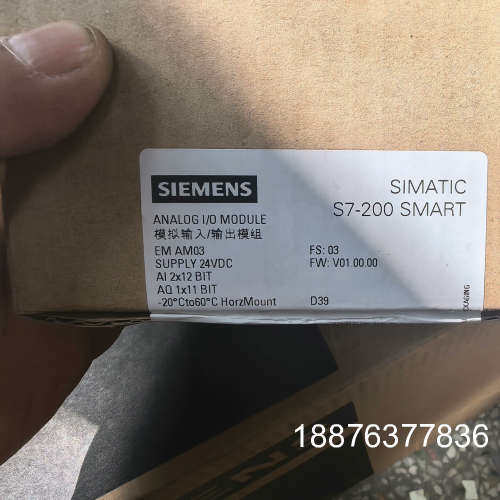 SIEMENS
SIMATIC
S7-200 SMART
ANALOG I/O MODULE
模拟输入/输出模组
EM AM03 FS: 03
SUPPLY 24VDC FW: V01.00.00
AI 2x12 BIT
AQ 1x11 BIT
-20°Cto60°C HorzMount D39
18876377836